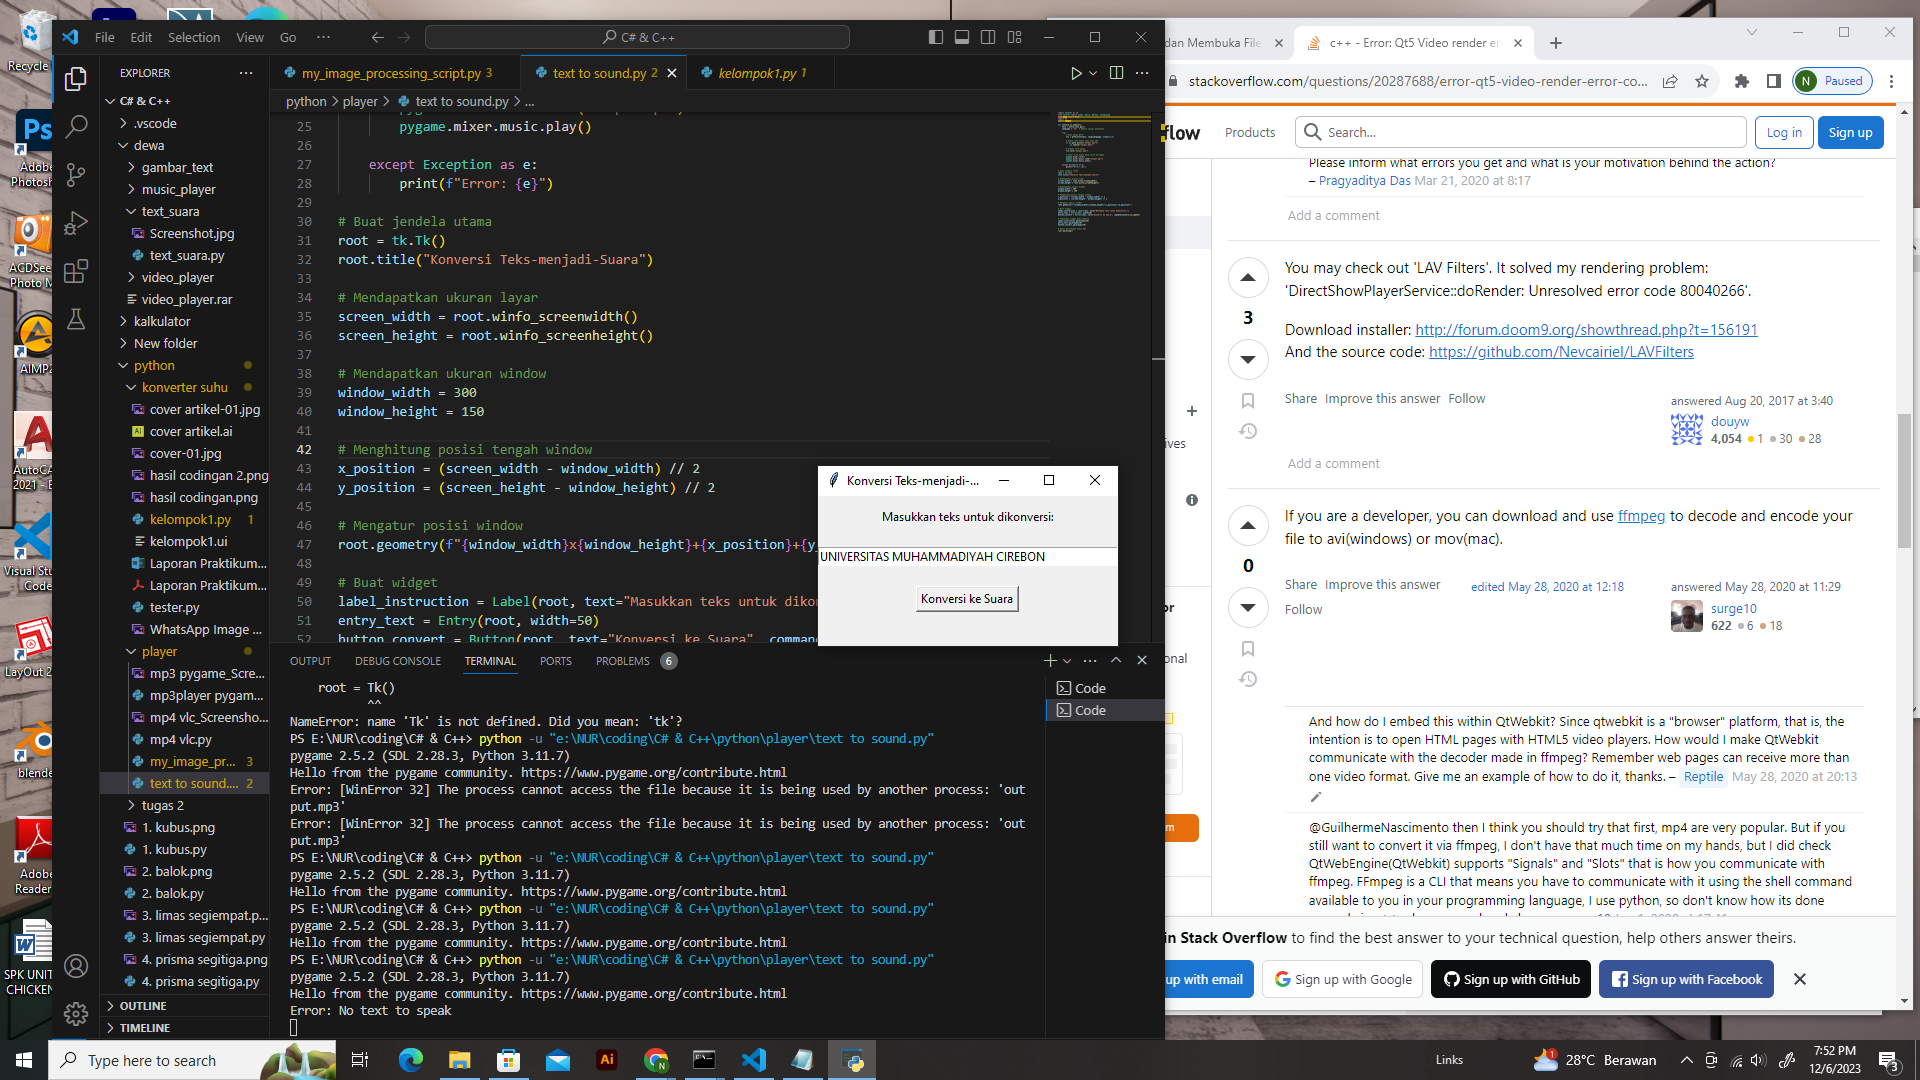 Recycle
Adobe
Photosh
ACDSee
Photo M
AIMP2
AutoCA
2021 - E
Visual Stu
Code
LayOut 2
blende
Adobe
Reader
SPK UNIT
CHICKEN
File Edit Selection View Go ···
C# & C++
EXPLORER
C# & C++
.vscode
dewa
gambar_text
music_player
text_suara
Screenshot.jpg
text_suara.py
video_player
video_player.rar
kalkulator
New folder
python
konverter suhu
cover artikel-01.jpg
cover artikel.ai
cover-01.jpg
hasil codingan 2.png
hasil codingan.png
kelompok1.py 1
kelompok1.ui
Laporan Praktikum...
Laporan Praktikum...
tester.py
WhatsApp Image ...
player
mp3 pygame_Scre...
mp3player pygam...
mp4 vlc_Screensho...
mp4 vlc.py
my_image_pr... 3
text to sound.... 2
tugas 2
1. kubus.png
1. kubus.py
2. balok.png
2. balok.py
3. limas segiempat.p...
3. limas segiempat.py
4. prisma segitiga.png
4. prisma segitiga.py
OUTLINE
TIMELINE
my_image_processing_script.py 3
text to sound.py 2
kelompok1.py 1
python > player > text to sound.py > ...
25 pygame.mixer.music.play()
26
27 except Exception as e:
28 print(f"Error: {e}")
29
30 # Buat jendela utama
31 root = tk.Tk()
32 root.title("Konversi Teks-menjadi-Suara")
33
34 # Mendapatkan ukuran layar
35 screen_width = root.winfo_screenwidth()
36 screen_height = root.winfo_screenheight()
37
38 # Mendapatkan ukuran window
39 window_width = 300
40 window_height = 150
41
42 # Menghitung posisi tengah window
43 x_position = (screen_width - window_width) // 2
44 y_position = (screen_height - window_height) // 2
45
46 # Mengatur posisi window
47 root.geometry(f"{window_width}x{window_height}+{x_position}+{y_
48
49 # Buat widget
50 label_instruction = Label(root, text="Masukkan teks untuk dikon
51 entry_text = Entry(root, width=50)
52 button_convert = Button(root, text="Konversi ke Suara", comman
Konversi Teks-menjadi-...
Masukkan teks untuk dikonversi:
UNIVERSITAS MUHAMMADIYAH CIREBON
Konversi ke Suara
OUTPUT DEBUG CONSOLE TERMINAL PORTS PROBLEMS 6
Code
Code
root = Tk()
^^
NameError: name 'Tk' is not defined. Did you mean: 'tk'?
PS E:\NUR\coding\C# & C++> python -u "e:\NUR\coding\C# & C++\python\player\text to sound.py"
pygame 2.5.2 (SDL 2.28.3, Python 3.11.7)
Hello from the pygame community. https://www.pygame.org/contribute.html
Error: [WinError 32] The process cannot access the file because it is being used by another process: 'out
put.mp3'
Error: [WinError 32] The process cannot access the file because it is being used by another process: 'out
put.mp3'
PS E:\NUR\coding\C# & C++> python -u "e:\NUR\coding\C# & C++\python\player\text to sound.py"
pygame 2.5.2 (SDL 2.28.3, Python 3.11.7)
Hello from the pygame community. https://www.pygame.org/contribute.html
PS E:\NUR\coding\C# & C++> python -u "e:\NUR\coding\C# & C++\python\player\text to sound.py"
pygame 2.5.2 (SDL 2.28.3, Python 3.11.7)
Hello from the pygame community. https://www.pygame.org/contribute.html
PS E:\NUR\coding\C# & C++> python -u "e:\NUR\coding\C# & C++\python\player\text to sound.py"
pygame 2.5.2 (SDL 2.28.3, Python 3.11.7)
Hello from the pygame community. https://www.pygame.org/contribute.html
Error: No text to speak
dan Membuka File
c++ - Error: Qt5 Video render er
stackoverflow.com/questions/20287688/error-qt5-video-render-error-co...
N Paused
flow Products Search... Log in Sign up
Please inform what errors you get and what is your motivation behind the action?
– Pragyaditya Das Mar 21, 2020 at 8:17
Add a comment
3
You may check out 'LAV Filters'. It solved my rendering problem:
'DirectShowPlayerService::doRender: Unresolved error code 80040266'.
Download installer: http://forum.doom9.org/showthread.php?t=156191
And the source code: https://github.com/Nevcairiel/LAVFilters
Share Improve this answer Follow
answered Aug 20, 2017 at 3:40
douyw
4,054 1 30 28
Add a comment
ives
0
If you are a developer, you can download and use ffmpeg to decode and encode your
file to avi(windows) or mov(mac).
Share Improve this answer
Follow
edited May 28, 2020 at 12:18
answered May 28, 2020 at 11:29
surge10
622 6 18
or
onal
m
And how do I embed this within QtWebkit? Since qtwebkit is a "browser" platform, that is, the
intention is to open HTML pages with HTML5 video players. How would I make QtWebkit
communicate with the decoder made in ffmpeg? Remember web pages can receive more than
one video format. Give me an example of how to do it, thanks. – Reptile May 28, 2020 at 20:13
@GuilhermeNascimento then I think you should try that first, mp4 are very popular. But if you
still want to convert it via ffmpeg, I don't have that much time on my hands, but I did check
QtWebEngine(QtWebkit) supports "Signals" and "Slots" that is how you communicate with
ffmpeg. FFmpeg is a CLI that means you have to communicate with it using the shell command
available to you in your programming language, I use python, so don't know how its done
in Stack Overflow to find the best answer to your technical question, help others answer theirs.
up with email
Sign up with Google
Sign up with GitHub
Sign up with Facebook
Type here to search
Links
28°C Berawan
7:52 PM
12/6/2023
3